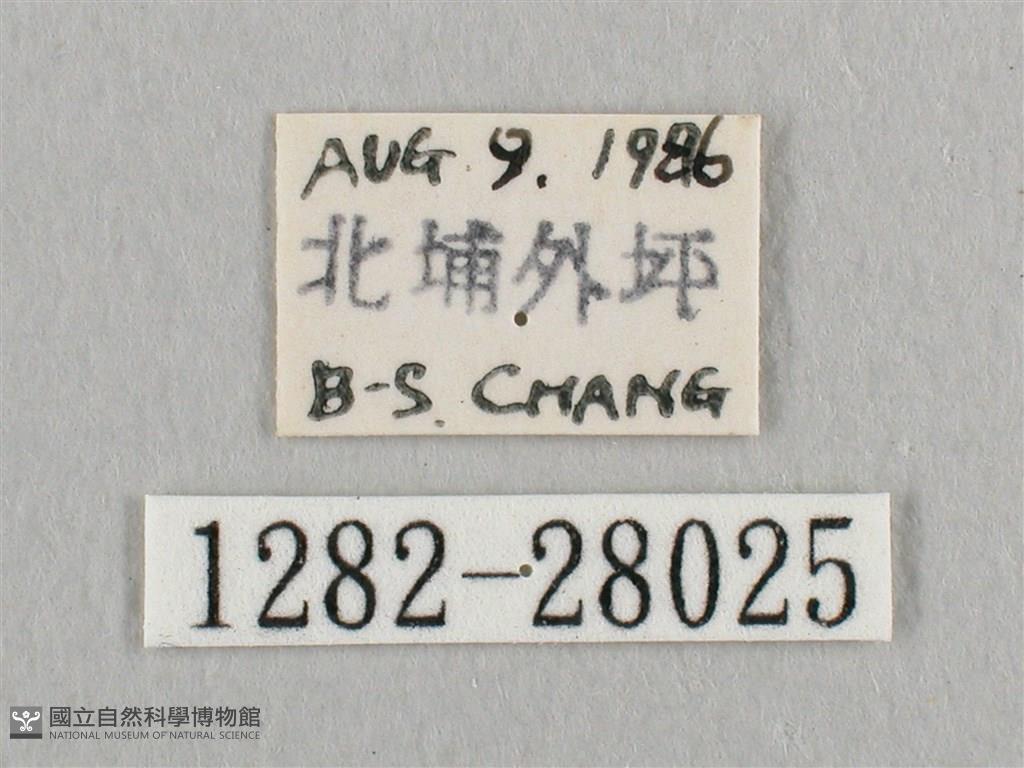 AUG 9. 1986
北埔外坪
B-S. CHANG
1282-28025
國立自然科學博物館
NATIONAL MUSEUM OF NATURAL SCIENCE